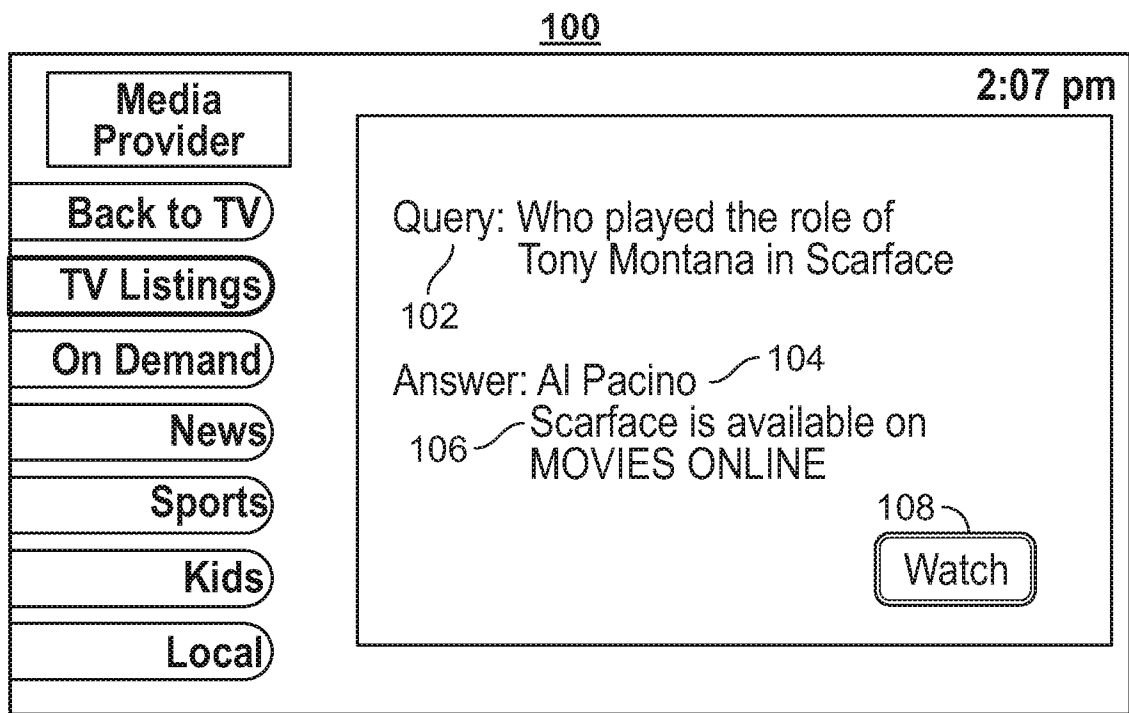 100
2:07 pm
Media
Provider
Back to TV
TV Listings
On Demand
News
Sports
Kids
Local
Query: Who played the role of
Tony Montana in Scarface
102
Answer: Al Pacino 104
106 Scarface is available on
MOVIES ONLINE
108
Watch